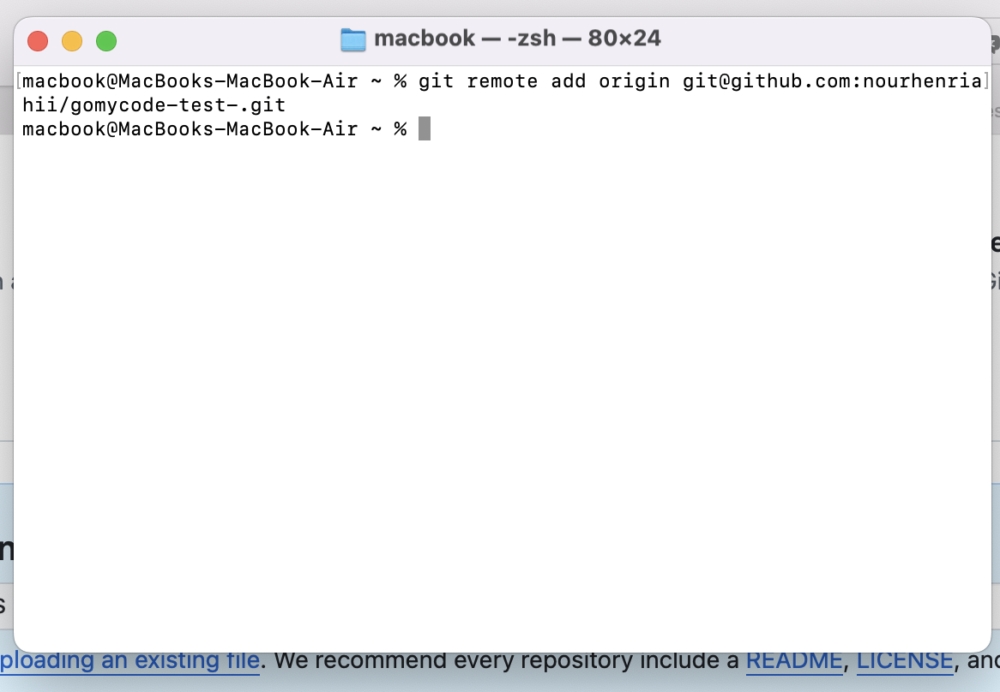 macbook — -zsh — 80×24
macbook@MacBooks-MacBook-Air ~ % git remote add origin git@github.com:nourhenria
hii/gomycode-test-.git
macbook@MacBooks-MacBook-Air ~ %
ploading an existing file. We recommend every repository include a README, LICENSE, and